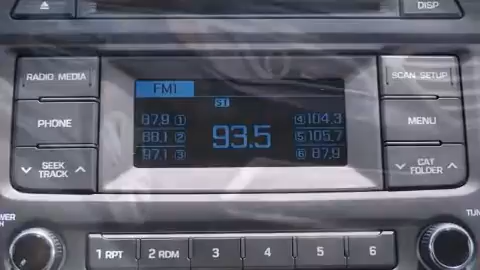 DISP
RADIO MEDIA
PHONE
SEEK
TRACK
FM1
ST
87.9 1
88.1 2
97.1 3
93.5
4 104.3
5 105.7
6 87.9
SCAN SETUP
MENU
CAT
FOLDER
POWER
TUN
1 RPT
2 RDM
3
4
5
6